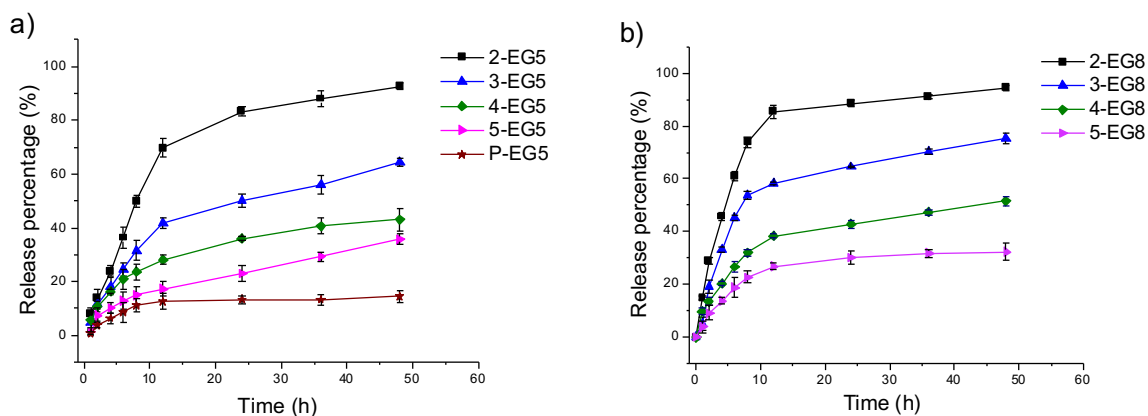 a)
2-EG5
3-EG5
4-EG5
5-EG5
P-EG5
Release percentage (%)
100
80
60
40
20
0
0 10 20 30 40 50 60
Time (h)
b)
2-EG8
3-EG8
4-EG8
5-EG8
Release percentage (%)
100
80
60
40
20
0
0 10 20 30 40 50 60
Time (h)